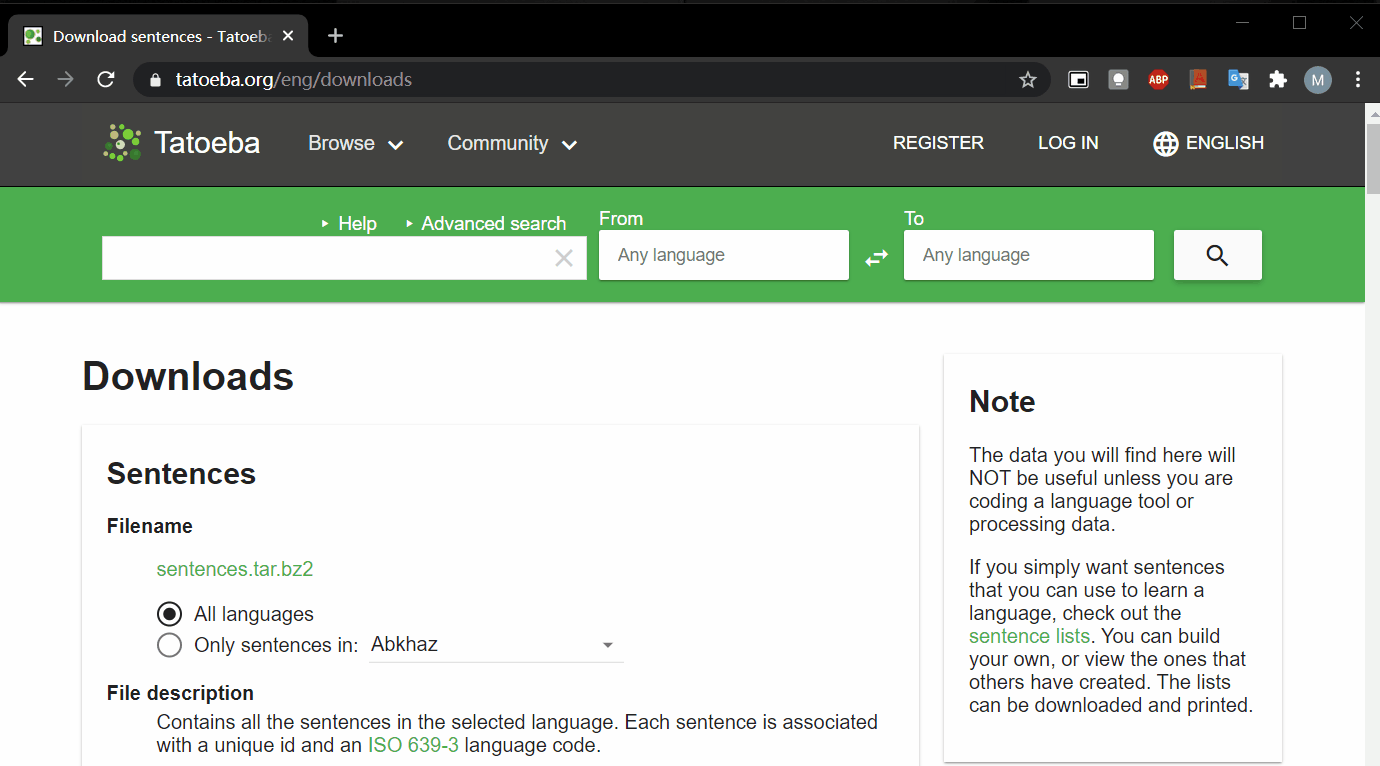 Download sentences - Tatoeba
tatoeba.org/eng/downloads
ABP
M
Tatoeba
Browse
Community
REGISTER
LOG IN
ENGLISH
Help
Advanced search
From
To
Any language
Any language
Downloads
Sentences
Filename
sentences.tar.bz2
All languages
Only sentences in: Abkhaz
File description
Contains all the sentences in the selected language. Each sentence is associated
with a unique id and an ISO 639-3 language code.
Note
The data you will find here will
NOT be useful unless you are
coding a language tool or
processing data.
If you simply want sentences
that you can use to learn a
language, check out the
sentence lists. You can build
your own, or view the ones that
others have created. The lists
can be downloaded and printed.